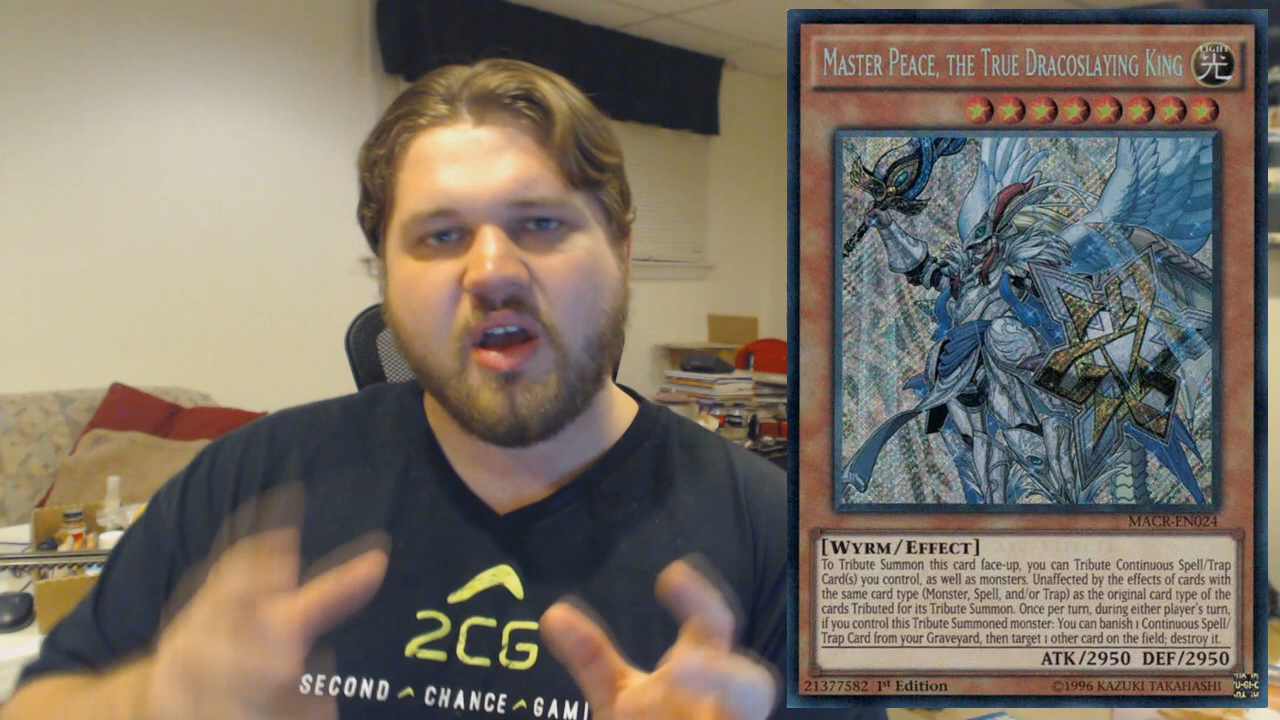 2CG
SECOND ^ CHANCE ^ GAMI
MASTER PEACE, THE TRUE DRACOSLAYING KING
LIGHT
光
MACR-EN024
[WYRM/EFFECT]
To Tribute Summon this card face-up, you can Tribute Continuous Spell/Trap
Card(s) you control, as well as monsters. Unaffected by the effects of cards with
the same card type (Monster, Spell, and/or Trap) as the original card type of the
cards Tributed for its Tribute Summon. Once per turn, during either player's turn,
if you control this Tribute Summoned monster: You can banish 1 Continuous Spell/
Trap Card from your Graveyard, then target 1 other card on the field; destroy it.
ATK/2950 DEF/2950
21377582 1st Edition
©1996 KAZUKI TAKAHASHI